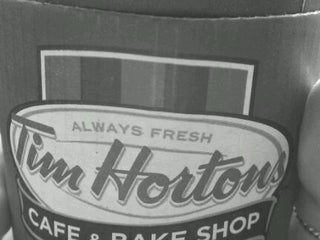 ALWAYS FRESH
Tim Hortons
CAFE & BAKE SHOP